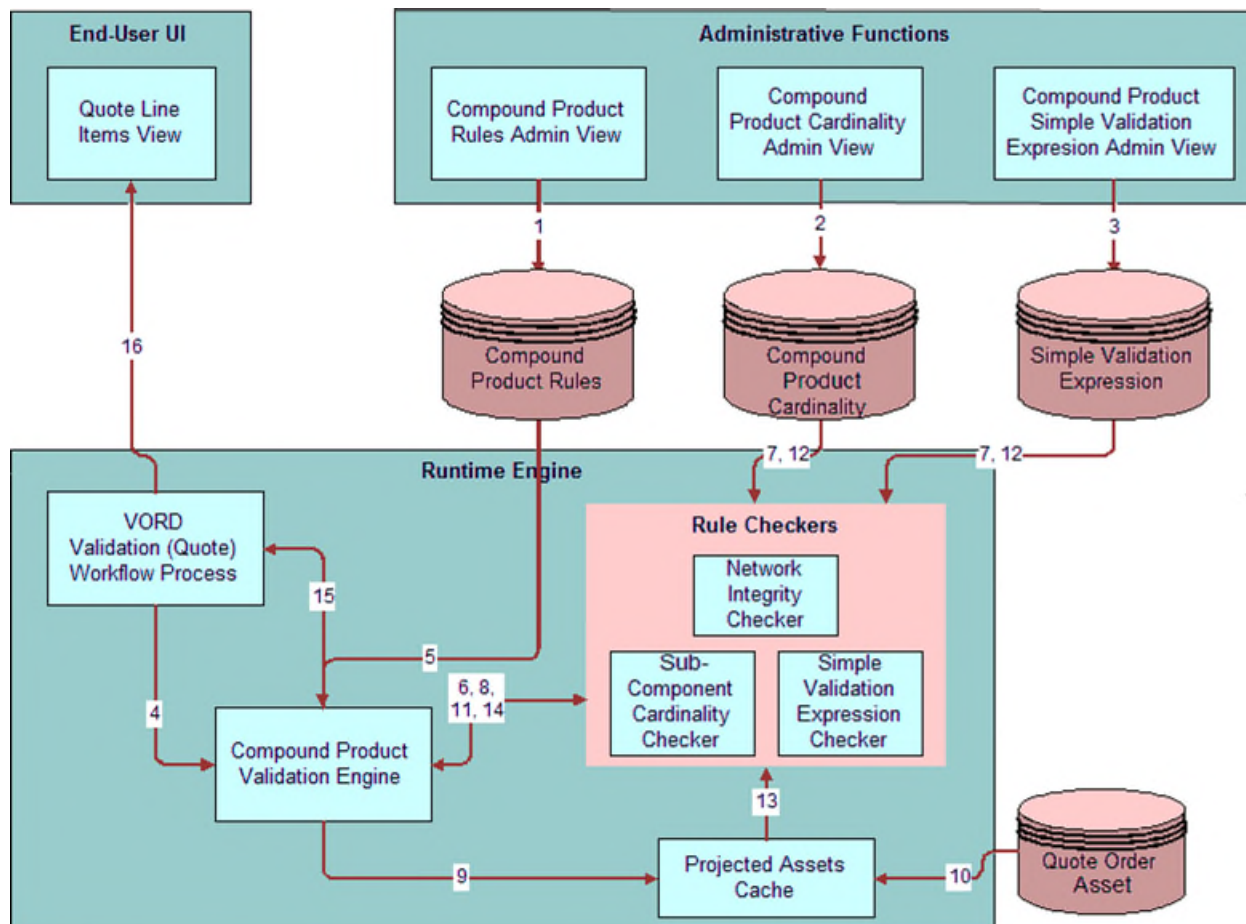 End-User UI
Quote Line
Items View
Administrative Functions
Compound Product
Rules Admin View
Compound
Product Cardinality
Admin View
Compound Product
Simple Validation
Expresion Admin View
1
2
3
16
Compound
Product Rules
Compound
Product
Cardinality
Simple Validation
Expression
7, 12
7, 12
Runtime Engine
VORD
Validation (Quote)
Workflow Process
Rule Checkers
Network
Integrity
Checker
15
5
Sub-
Component
Cardinality
Checker
Simple
Validation
Expression
Checker
6, 8,
11, 14
4
Compound Product
Validation Engine
13
9
Projected Assets
Cache
10
Quote Order
Asset